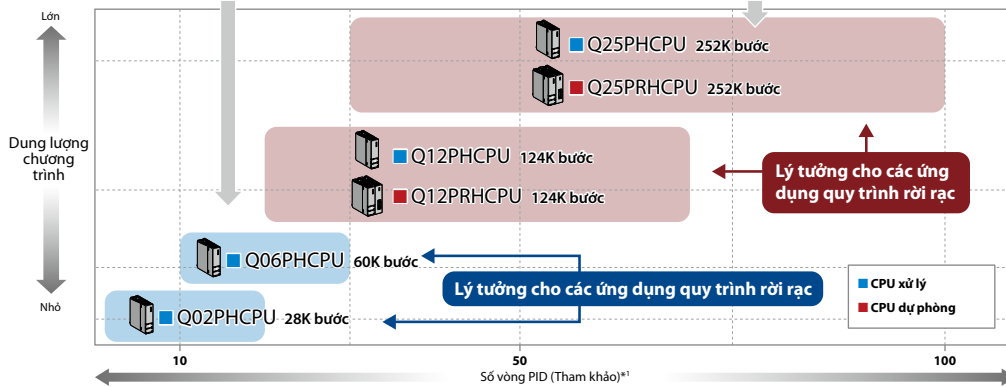 Lớn
Dung lượng
chương
trình
Nhỏ
Q25PHCPU 252K bước
Q25PRHCPU 252K bước
Q12PHCPU 124K bước
Q12PRHCPU 124K bước
Lý tưởng cho các ứng
dụng quy trình rời rạc
Q06PHCPU 60K bước
Lý tưởng cho các ứng dụng quy trình rời rạc
Q02PHCPU 28K bước
CPU xử lý
CPU dự phòng
10 50 100
Số vòng PID (Tham khảo)*1